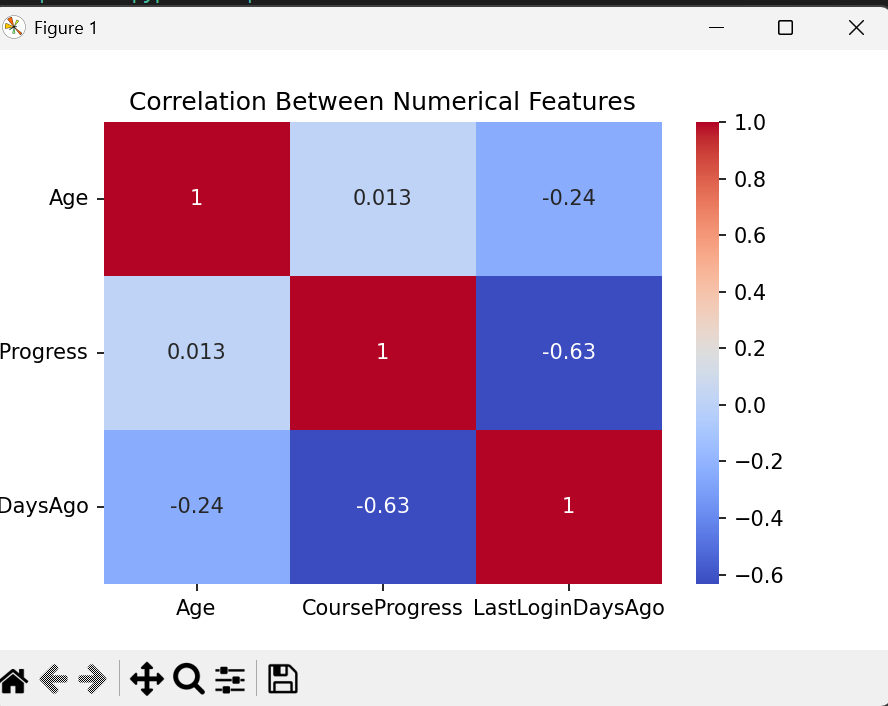 Figure 1
Correlation Between Numerical Features
Age 1 0.013 -0.24
Progress 0.013 1 -0.63
DaysAgo -0.24 -0.63 1
Age CourseProgress LastLoginDaysAgo
1.0
0.8
0.6
0.4
0.2
0.0
−0.2
−0.4
−0.6